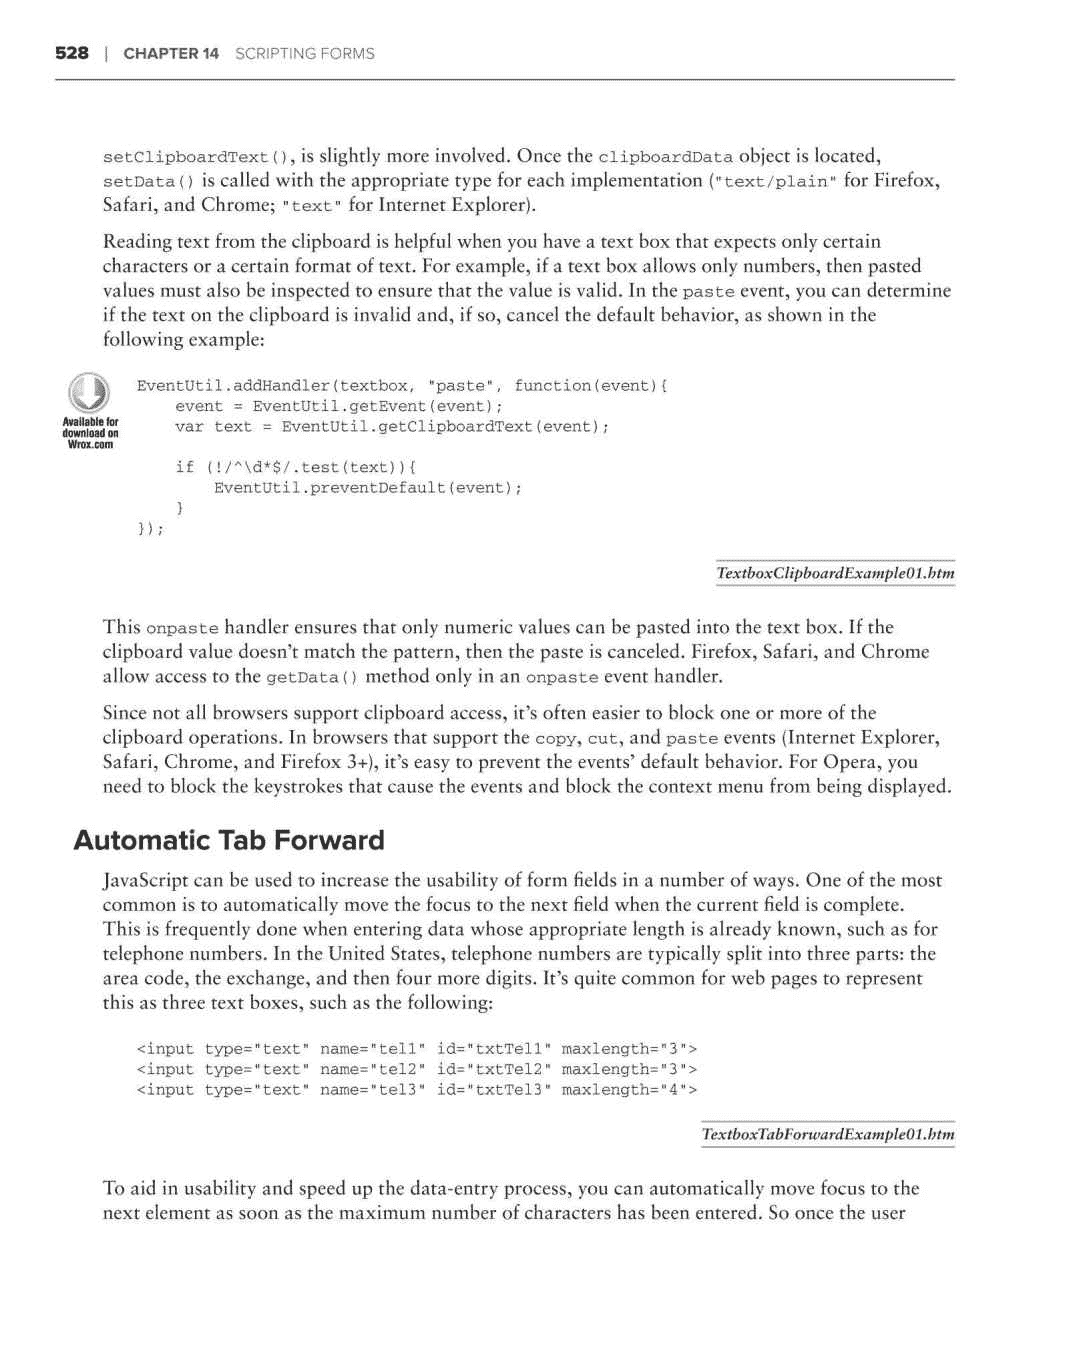 528 | CHAPTER 14 SCRIPTING FORMS
setClipboardText(), is slightly more involved. Once the clipboardData object is located,
setData() is called with the appropriate type for each implementation ("text/plain" for Firefox,
Safari, and Chrome; "text" for Internet Explorer).
Reading text from the clipboard is helpful when you have a text box that expects only certain
characters or a certain format of text. For example, if a text box allows only numbers, then pasted
values must also be inspected to ensure that the value is valid. In the paste event, you can determine
if the text on the clipboard is invalid and, if so, cancel the default behavior, as shown in the
following example:
Available for
download on
Wrox.com
EventUtil.addHandler(textbox, "paste", function(event){
    event = EventUtil.getEvent(event);
    var text = EventUtil.getClipboardText(event);
    if (!/^\d*$/.test(text)){
        EventUtil.preventDefault(event);
    }
});
TextboxClipboardExample01.htm
This onpaste handler ensures that only numeric values can be pasted into the text box. If the
clipboard value doesn’t match the pattern, then the paste is canceled. Firefox, Safari, and Chrome
allow access to the getData() method only in an onpaste event handler.
Since not all browsers support clipboard access, it’s often easier to block one or more of the
clipboard operations. In browsers that support the copy, cut, and paste events (Internet Explorer,
Safari, Chrome, and Firefox 3+), it’s easy to prevent the events’ default behavior. For Opera, you
need to block the keystrokes that cause the events and block the context menu from being displayed.
Automatic Tab Forward
JavaScript can be used to increase the usability of form fields in a number of ways. One of the most
common is to automatically move the focus to the next field when the current field is complete.
This is frequently done when entering data whose appropriate length is already known, such as for
telephone numbers. In the United States, telephone numbers are typically split into three parts: the
area code, the exchange, and then four more digits. It’s quite common for web pages to represent
this as three text boxes, such as the following:
<input type="text" name="tel1" id="txtTel1" maxlength="3">
<input type="text" name="tel2" id="txtTel2" maxlength="3">
<input type="text" name="tel3" id="txtTel3" maxlength="4">
TextboxTabForwardExample01.htm
To aid in usability and speed up the data-entry process, you can automatically move focus to the
next element as soon as the maximum number of characters has been entered. So once the user